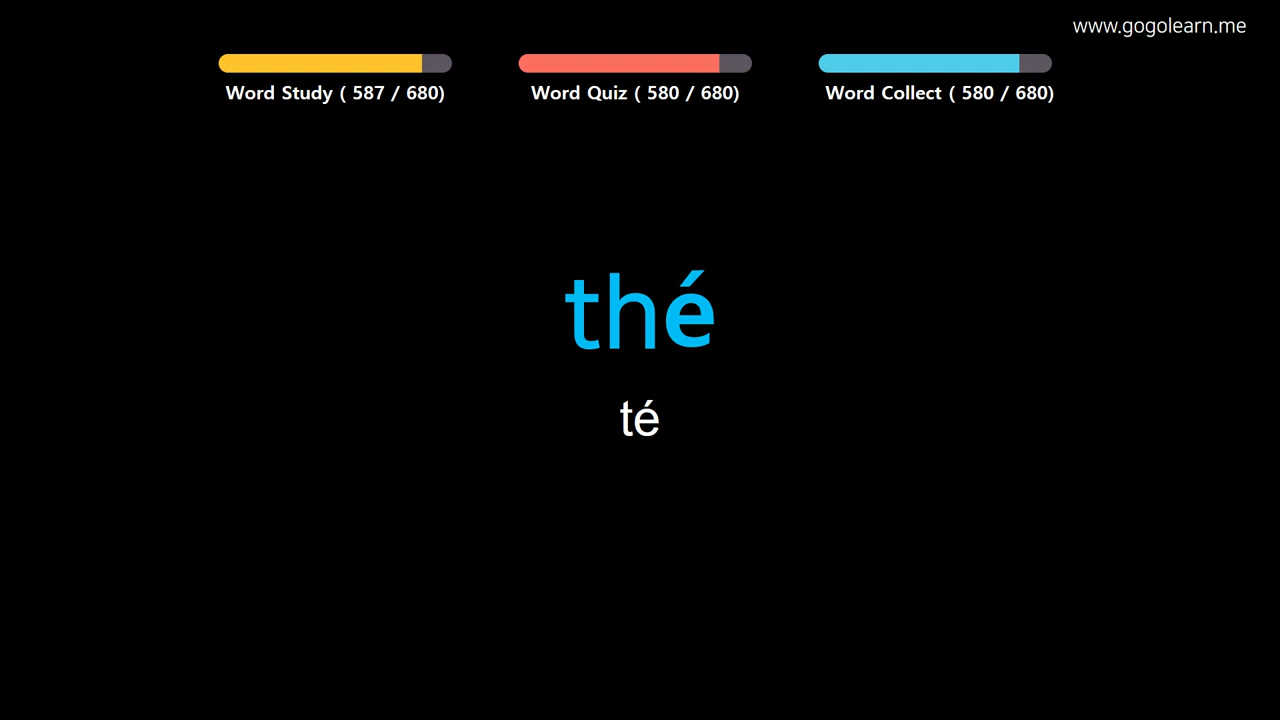 www.gogolearn.me
Word Study ( 587 / 680)
Word Quiz ( 580 / 680)
Word Collect ( 580 / 680)
thé
té